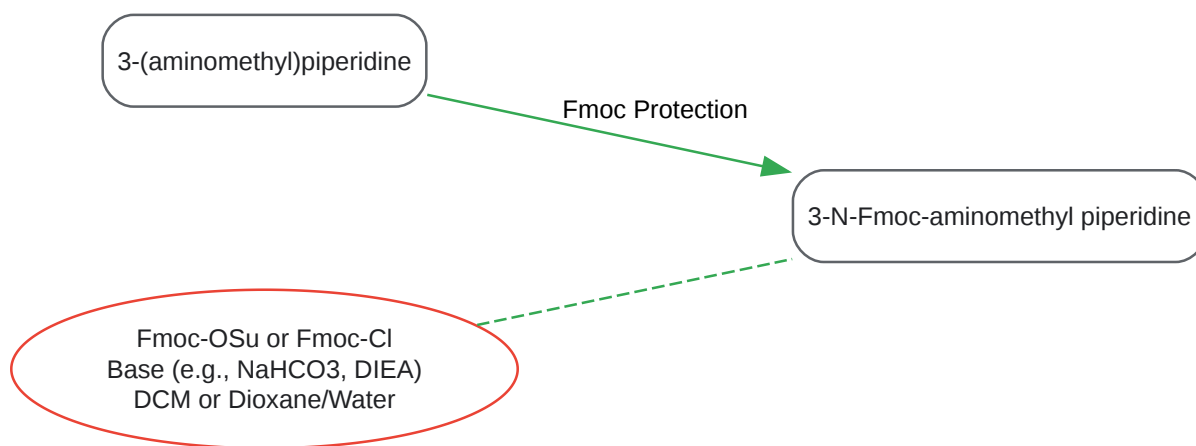 3-(aminomethyl)piperidine
Fmoc Protection
3-N-Fmoc-aminomethyl piperidine
Fmoc-OSu or Fmoc-Cl
Base (e.g., NaHCO3, DIEA)
DCM or Dioxane/Water